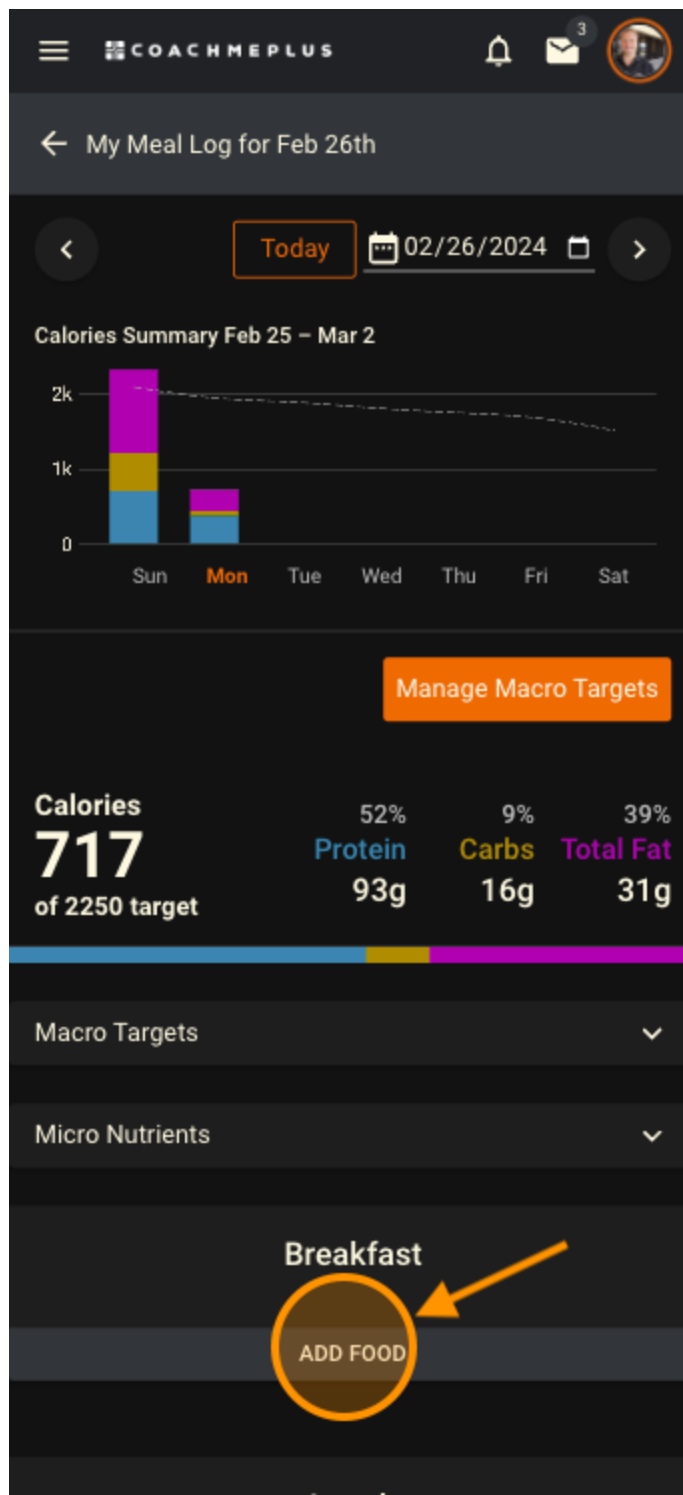 COACHMEPLUS
3
My Meal Log for Feb 26th
Today 02/26/2024
Calories Summary Feb 25 – Mar 2
2k
1k
0
Sun Mon Tue Wed Thu Fri Sat
Manage Macro Targets
Calories 52% 9% 39%
717 Protein Carbs Total Fat
of 2250 target 93g 16g 31g
Macro Targets
Micro Nutrients
Breakfast
ADD FOOD